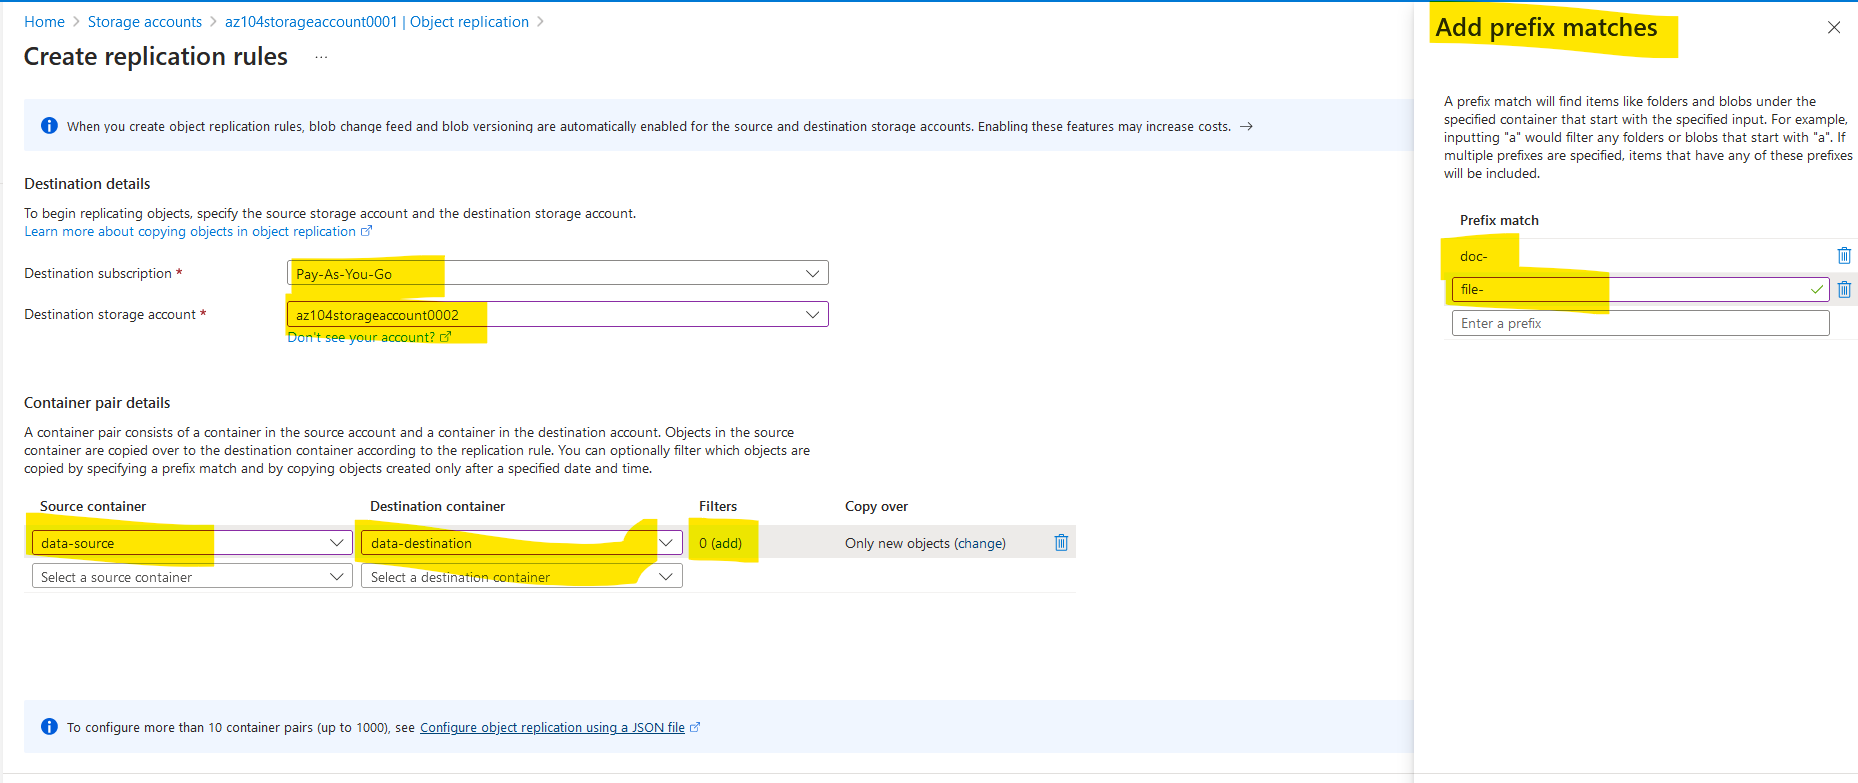 Home > Storage accounts > az104storageaccount0001 | Object replication >
Create replication rules ...
When you create object replication rules, blob change feed and blob versioning are automatically enabled for the source and destination storage accounts. Enabling these features may increase costs. →
Destination details
To begin replicating objects, specify the source storage account and the destination storage account.
Learn more about copying objects in object replication
Destination subscription *
Pay-As-You-Go
Destination storage account *
az104storageaccount0002
Don't see your account?
Container pair details
A container pair consists of a container in the source account and a container in the destination account. Objects in the source
container are copied over to the destination container according to the replication rule. You can optionally filter which objects are
copied by specifying a prefix match and by copying objects created only after a specified date and time.
Source container Destination container Filters Copy over
data-source data-destination 0 (add) Only new objects (change)
Select a source container Select a destination container
To configure more than 10 container pairs (up to 1000), see Configure object replication using a JSON file
Add prefix matches
A prefix match will find items like folders and blobs under the
specified container that start with the specified input. For example,
inputting "a" would filter any folders or blobs that start with "a". If
multiple prefixes are specified, items that have any of these prefixes
will be included.
Prefix match
doc-
file-
Enter a prefix